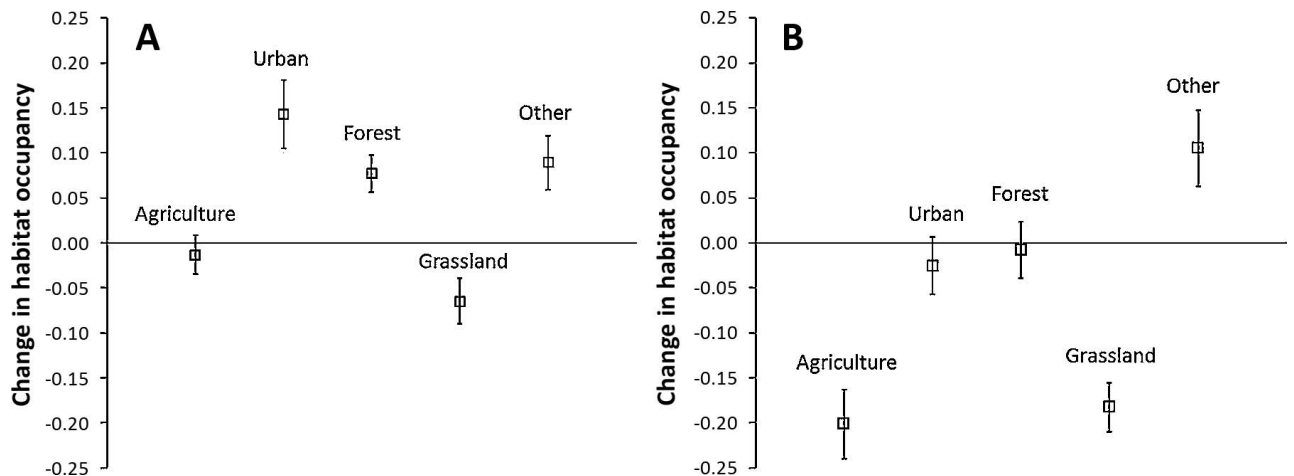 Change in habitat occupancy
0.25
0.20
0.15
0.10
0.05
0.00
-0.05
-0.10
-0.15
-0.20
-0.25
A
Urban
Other
Forest
Agriculture
Grassland
Change in habitat occupancy
0.25
0.20
0.15
0.10
0.05
0.00
-0.05
-0.10
-0.15
-0.20
-0.25
B
Other
Forest
Urban
Grassland
Agriculture